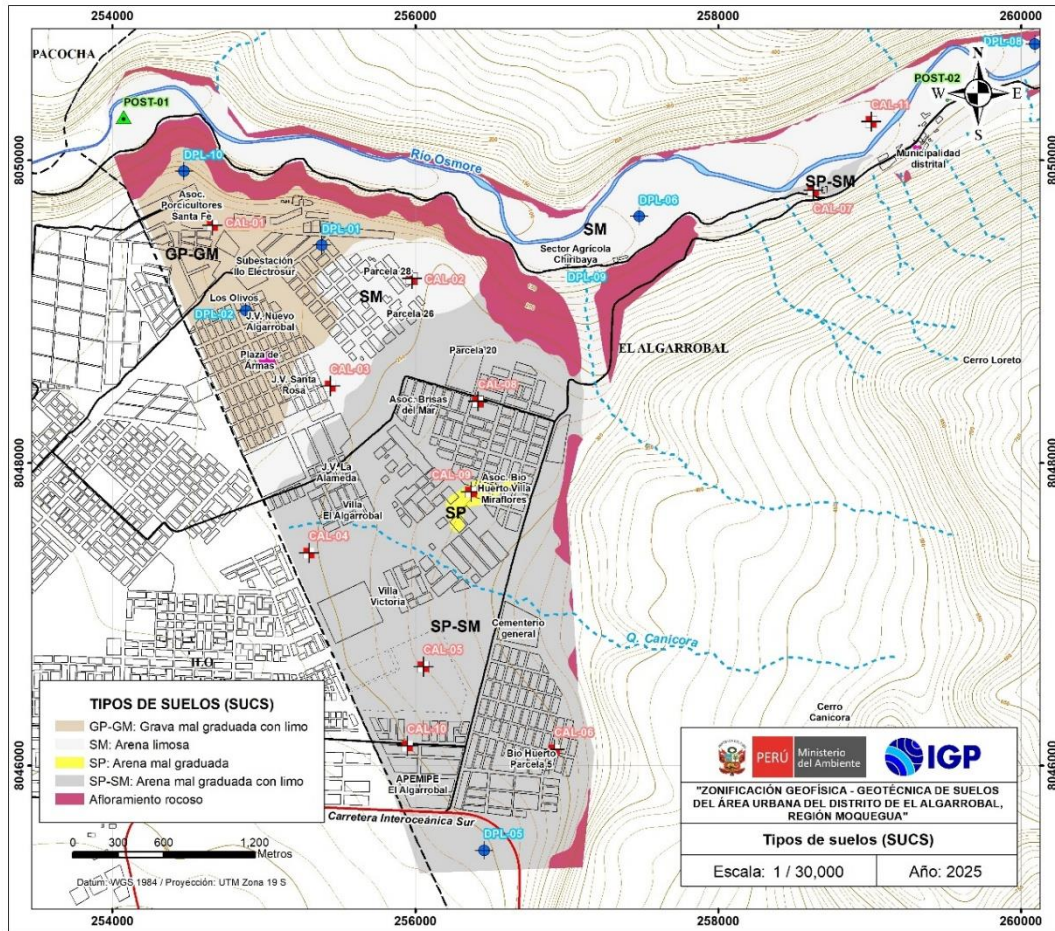 254000
256000
258000
260000
PACOCHA
DPL-08
POST-02
N
W
E
S
POST-01
CAL-11
8050000
8050000
Río Osmore
Municipalidad
distrital
DPL-10
SP-SM
CAL-07
Asoc.
Porcicultores
Santa Fe
CAL-01
DPL-01
DPL-06
SM
Sector Agrícola
Chiribaya
GP-GM
Subestación
Ilo Electrosur
Parcela 28
CAL-02
DPL-09
SM
Parcela 26
Los Olivos
DPL-02
J.V. Nuevo
Algarrobal
Plaza de
Armas
Parcela 20
EL ALGARROBAL
Cerro Loreto
J.V. Santa
Rosa
CAL-03
CAL-08
Asoc. Brisas
del Mar
8048000
8048000
J.V. La
Alameda
CAL-09
Asoc. Bio
Huerto Villa
Miraflores
Villa
El Algarrobal
SP
CAL-04
Villa
Victoria
SP-SM
Cementerio
general
Q. Canicora
CAL-05
ILO
Cerro
Canicora
CAL-10
CAL-06
Bio Huerto
Parcela 5
8046000
8046000
APEMIPE
El Algarrobal
Carretera Interoceánica Sur
DPL-05
TIPOS DE SUELOS (SUCS)
GP-GM: Grava mal graduada con limo
SM: Arena limosa
SP: Arena mal graduada
SP-SM: Arena mal graduada con limo
Afloramiento rocoso
0 300 600 1,200
Metros
Datum: WGS 1984 / Proyección: UTM Zona 19 S
PERÚ
Ministerio
del Ambiente
IGP
"ZONIFICACIÓN GEOFÍSICA - GEOTÉCNICA DE SUELOS
DEL ÁREA URBANA DEL DISTRITO DE EL ALGARROBAL,
REGIÓN MOQUEGUA"
Tipos de suelos (SUCS)
Escala: 1 / 30,000
Año: 2025
254000
256000
258000
260000